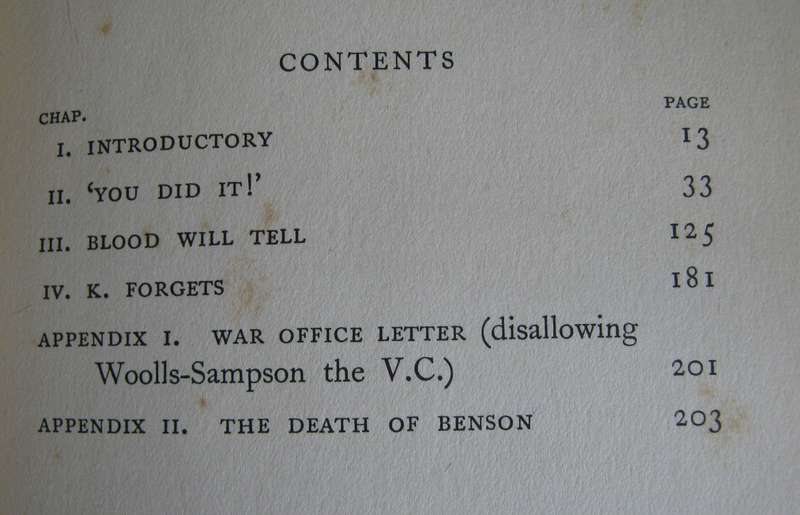 CONTENTS
CHAP. PAGE
I. INTRODUCTORY 13
II. ‘YOU DID IT!’ 33
III. BLOOD WILL TELL 125
IV. K. FORGETS 181
APPENDIX I. WAR OFFICE LETTER (disallowing
Woolls-Sampson the V.C.) 201
APPENDIX II. THE DEATH OF BENSON 203